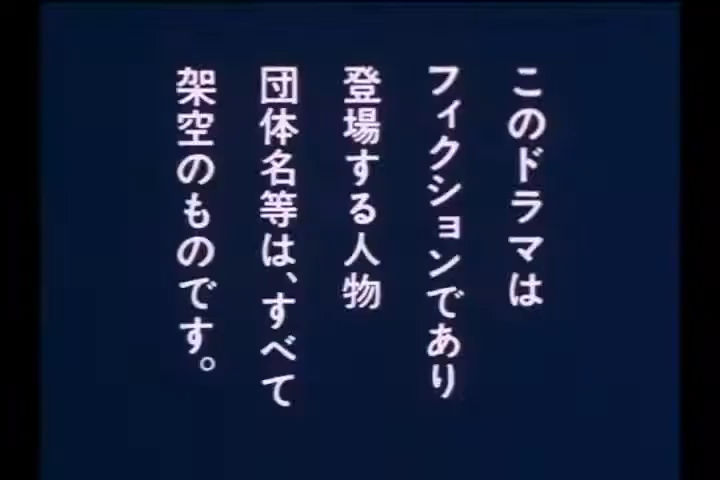 このドラマは
フィクションであり
登場する人物
団体名等は、すべて
架空のものです。